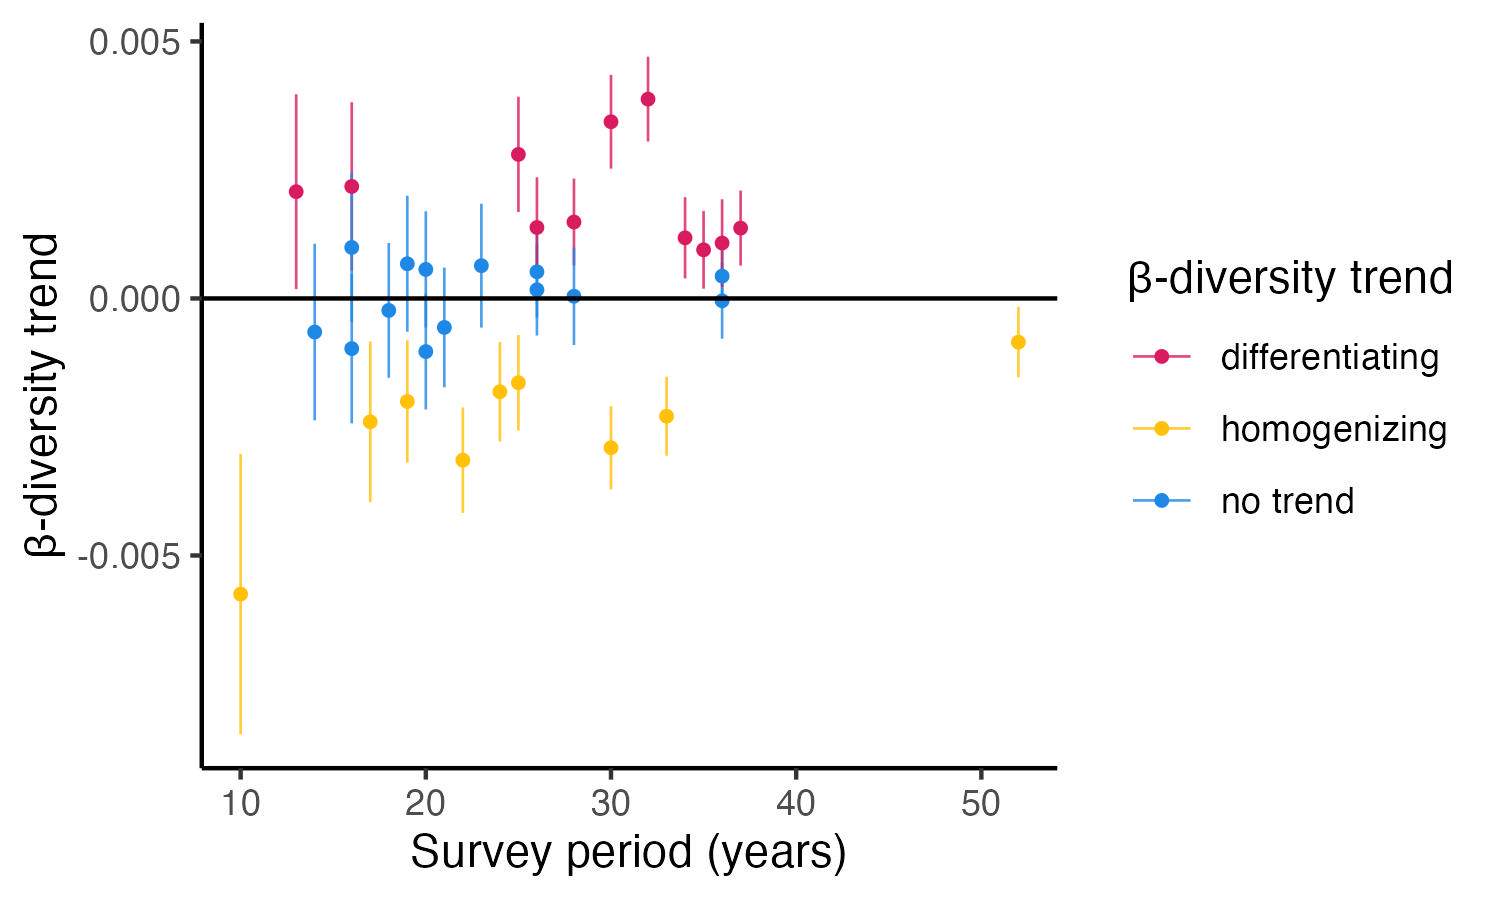 0.005
0.000
-0.005
β-diversity trend
10 20 30 40 50
Survey period (years)
β-diversity trend
differentiating
homogenizing
no trend